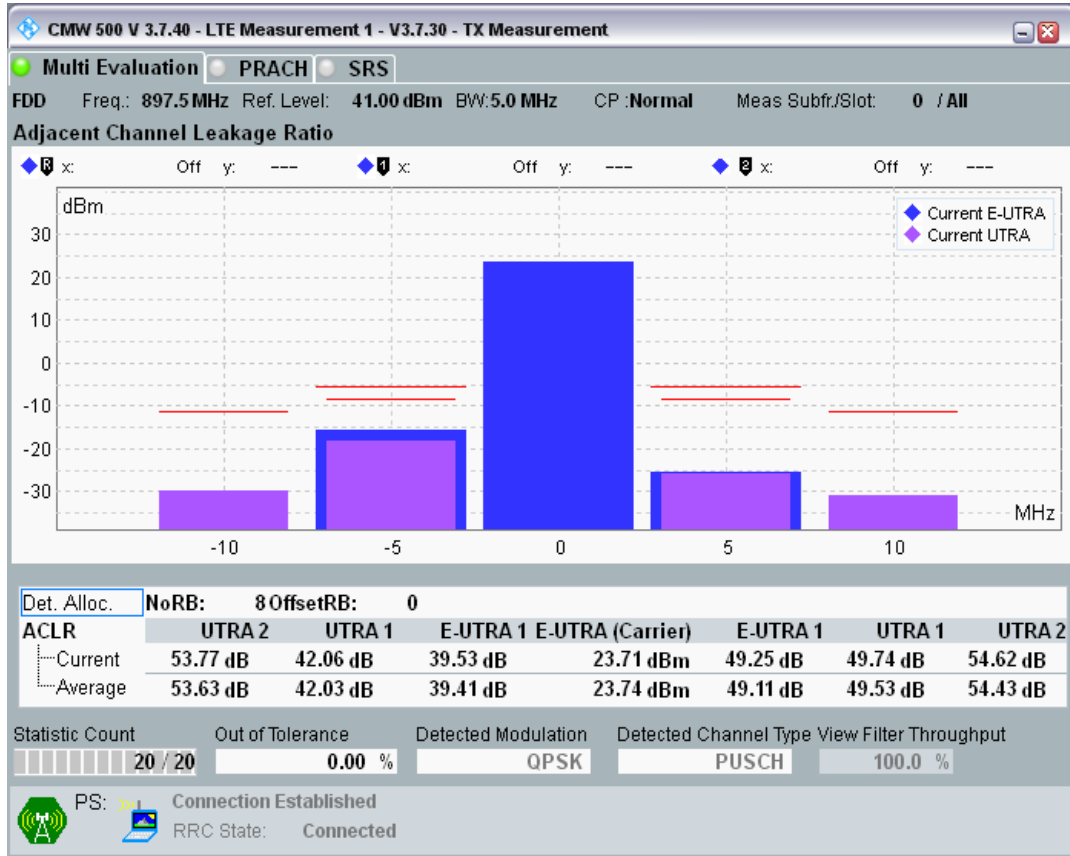 CMW 500 V 3.7.40 - LTE Measurement 1 - V3.7.30 - TX Measurement
Multi Evaluation PRACH SRS
FDD Freq.: 897.5 MHz Ref. Level: 41.00 dBm BW: 5.0 MHz CP : Normal Meas Subfr./Slot: 0 / All
Adjacent Channel Leakage Ratio
R x: Off y: --- 1 x: Off y: --- 2 x: Off y: ---
dBm
Current E-UTRA
Current UTRA
30
20
10
0
-10
-20
-30
MHz
-10 -5 0 5 10
Det. Alloc. NoRB: 8 OffsetRB: 0
ACLR UTRA 2 UTRA 1 E-UTRA 1 E-UTRA (Carrier) E-UTRA 1 UTRA 1 UTRA 2
Current 53.77 dB 42.06 dB 39.53 dB 23.71 dBm 49.25 dB 49.74 dB 54.62 dB
Average 53.63 dB 42.03 dB 39.41 dB 23.74 dBm 49.11 dB 49.53 dB 54.43 dB
Statistic Count Out of Tolerance Detected Modulation Detected Channel Type View Filter Throughput
20 / 20 0.00 % QPSK PUSCH 100.0 %
PS: Connection Established
RRC State: Connected